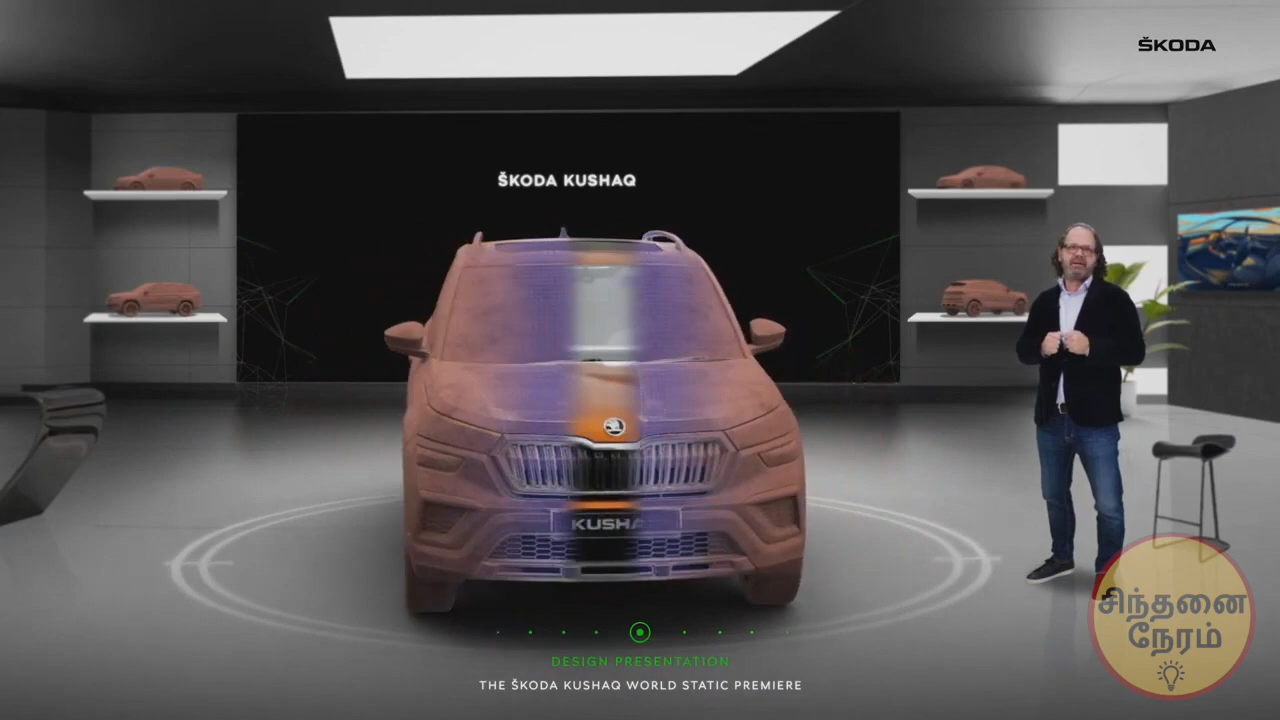 ŠKODA
ŠKODA KUSHAQ
KUSHA
DESIGN PRESENTATION
THE ŠKODA KUSHAQ WORLD STATIC PREMIERE
சிந்தனை
நேரம்